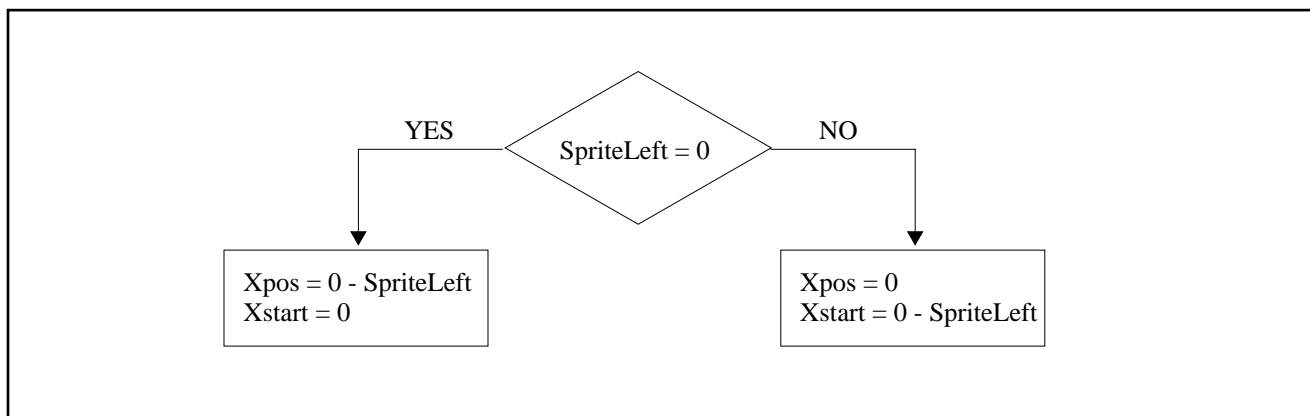 YES
NO
SpriteLeft = 0
Xpos = 0 - SpriteLeft
Xstart = 0
Xpos = 0
Xstart = 0 - SpriteLeft